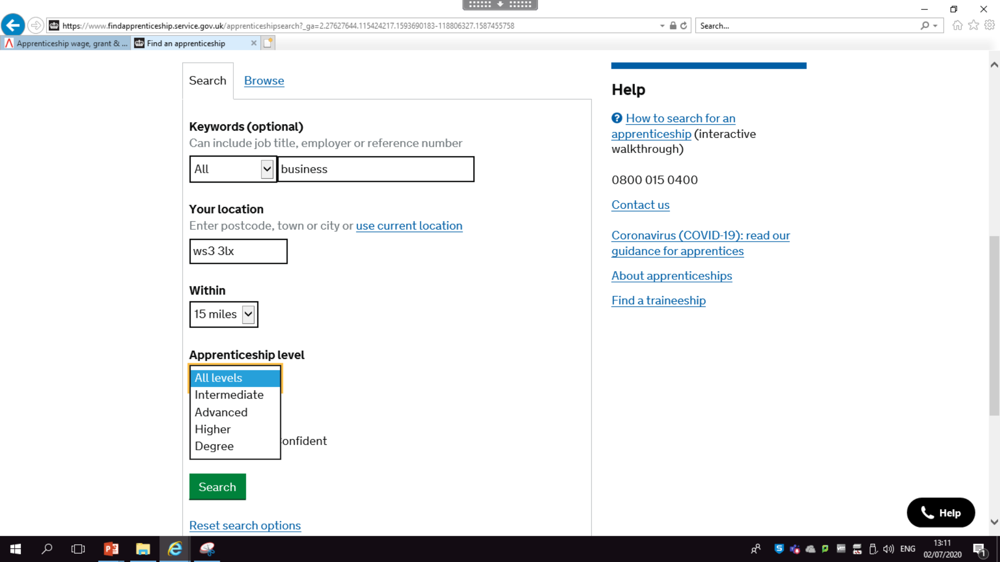 https://www.findapprenticeship.service.gov.uk/apprenticeshipsearch?_ga=2.27627644.115424217.1593690183-118806327.1587455758
Search...
Apprenticeship wage, grant & ...
Find an apprenticeship
Search
Browse
Keywords (optional)
Can include job title, employer or reference number
All
business
Your location
Enter postcode, town or city or use current location
ws3 3lx
Within
15 miles
Apprenticeship level
All levels
Intermediate
Advanced
Higher
Degree
onfident
Search
Reset search options
Help
How to search for an
apprenticeship (interactive
walkthrough)
0800 015 0400
Contact us
Coronavirus (COVID-19): read our
guidance for apprentices
About apprenticeships
Find a traineeship
Help
ENG
13:11
02/07/2020
1